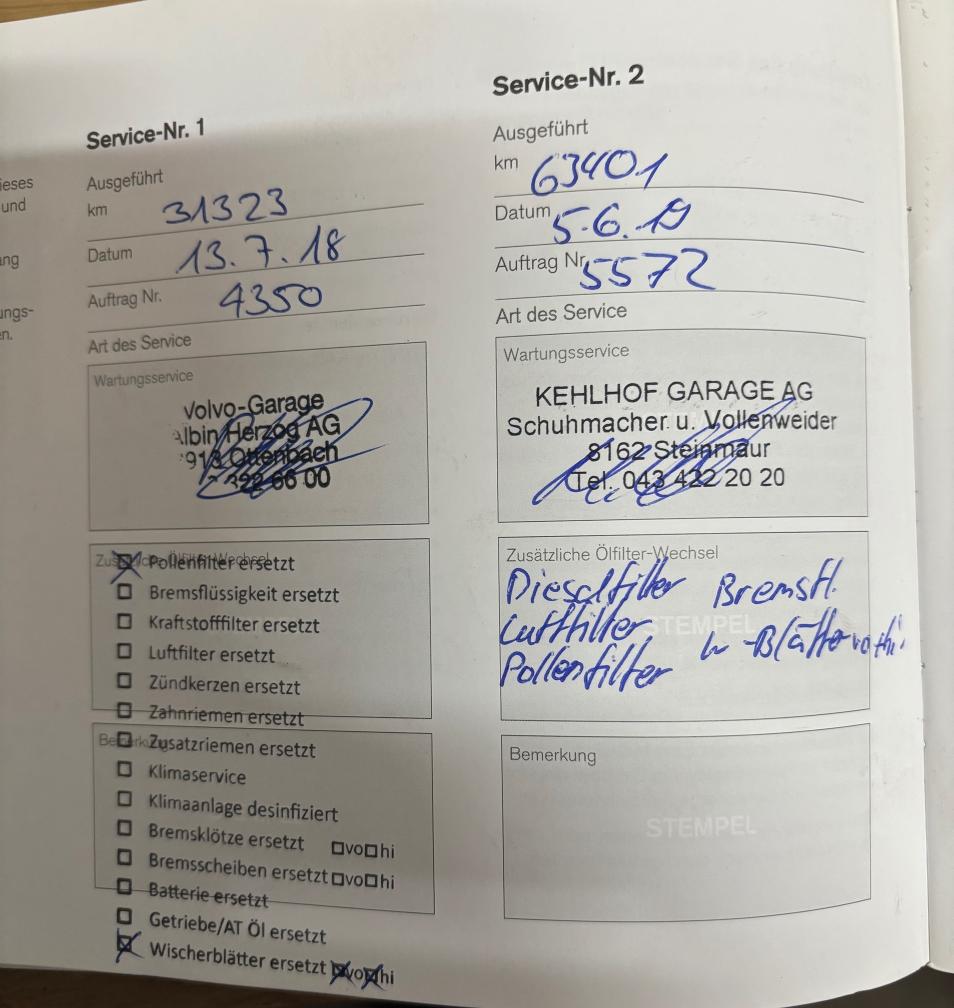 ieses
und
ang
ungs-
en.
Service-Nr. 1
Ausgeführt
km 31323
Datum 13.7.18
Auftrag Nr. 4350
Art des Service
Wartungsservice
Volvo-Garage
Albin Herzog AG
Ottenbach
322 66 00
Pollenfilter ersetzt
Bremsflüssigkeit ersetzt
Kraftstofffilter ersetzt
Luftfilter ersetzt
Zündkerzen ersetzt
Zahnriemen ersetzt
Zusatzriemen ersetzt
Klimaservice
Klimaanlage desinfiziert
Bremsklötze ersetzt vo hi
Bremsscheiben ersetzt vo hi
Batterie ersetzt
Getriebe/AT Öl ersetzt
Wischerblätter ersetzt vo hi
Service-Nr. 2
Ausgeführt
km 63401
Datum 5.6.19
Auftrag Nr. 5572
Art des Service
Wartungsservice
KEHLHOF GARAGE AG
Schuhmacher u. Vollenweider
8162 Steinmaur
Tel. 043 422 20 20
Zusätzliche Ölfilter-Wechsel
Dieselfilter Bremsfl.
Luftfilter W-Blätter vo+hi.
Pollenfilter
STEMPEL
Bemerkung
STEMPEL